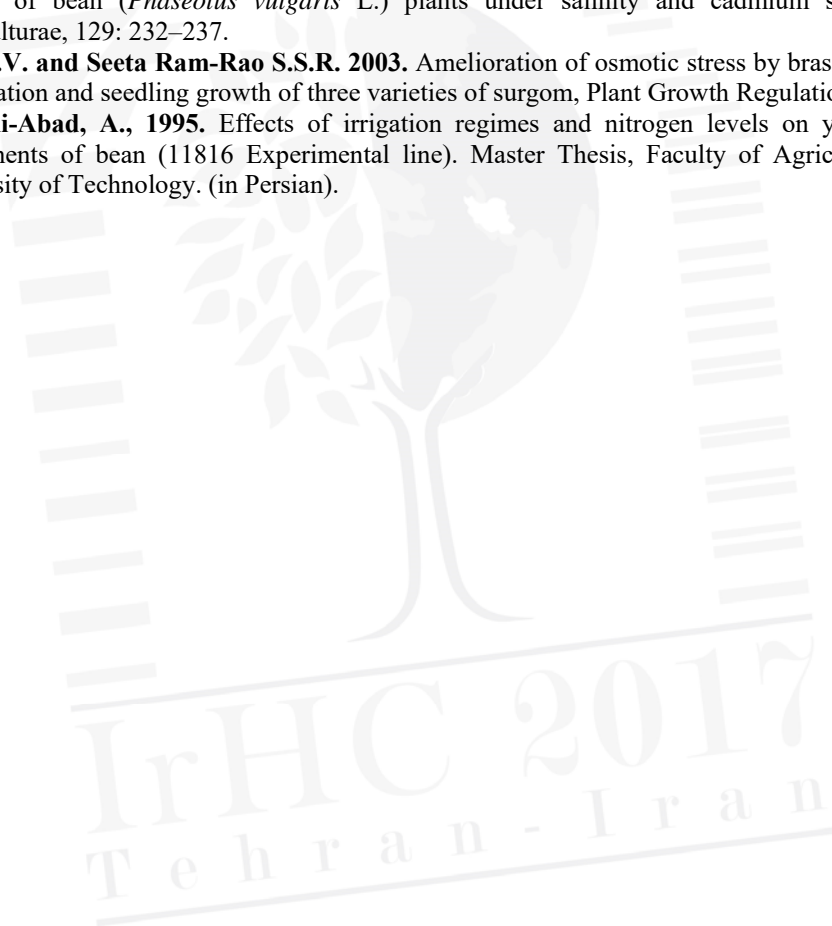 of bean (Phaseolus vulgaris L.) plants under salinity and cadmium s
lturae, 129: 232–237.
.V. and Seeta Ram-Rao S.S.R. 2003. Amelioration of osmotic stress by bras
ation and seedling growth of three varieties of surgom, Plant Growth Regulatio
i-Abad, A., 1995. Effects of irrigation regimes and nitrogen levels on y
nents of bean (11816 Experimental line). Master Thesis, Faculty of Agric
sity of Technology. (in Persian).
IrHC 2017
Tehran-Iran